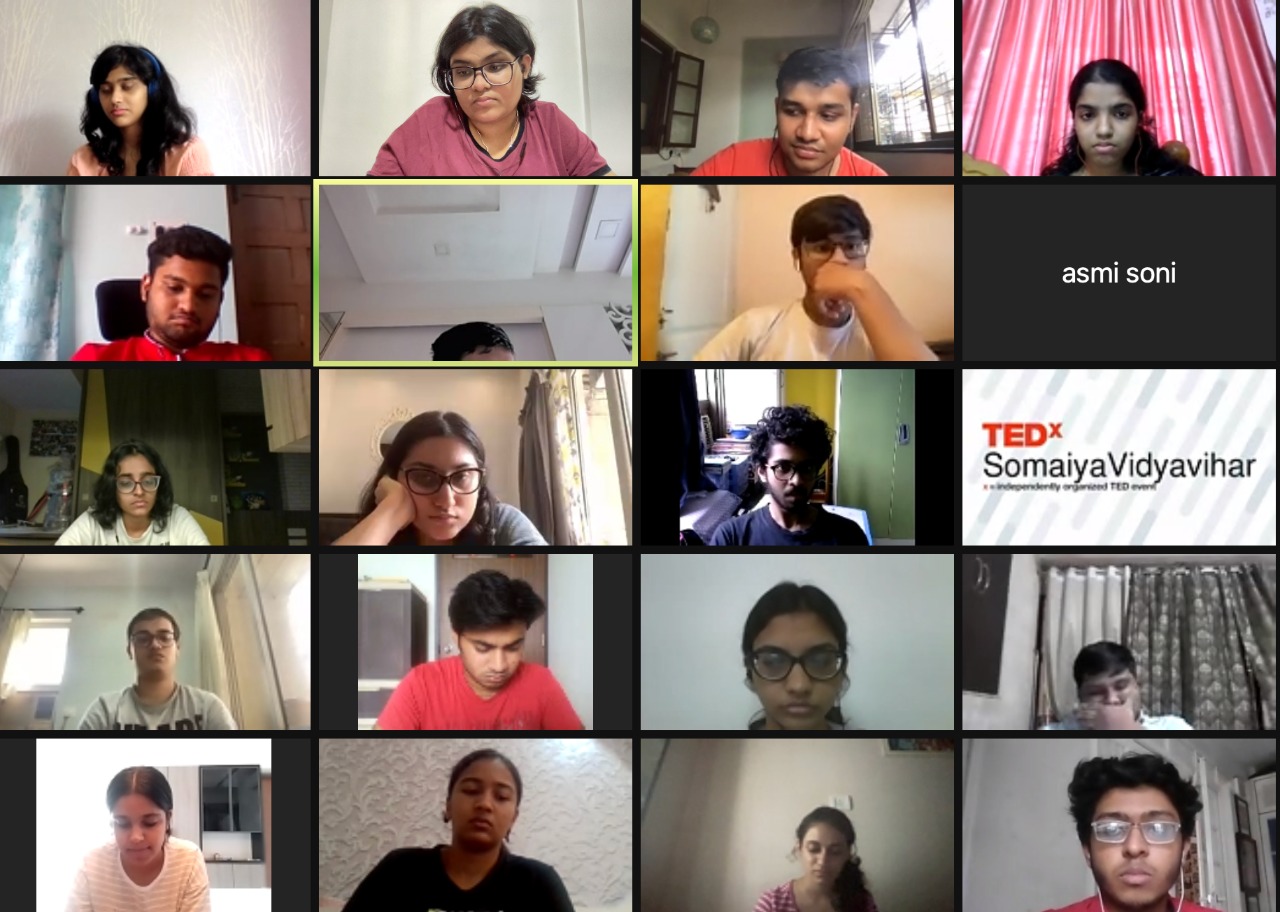 asmi soni
TEDx
SomaiyaVidyavihar
x = independently organized TED event